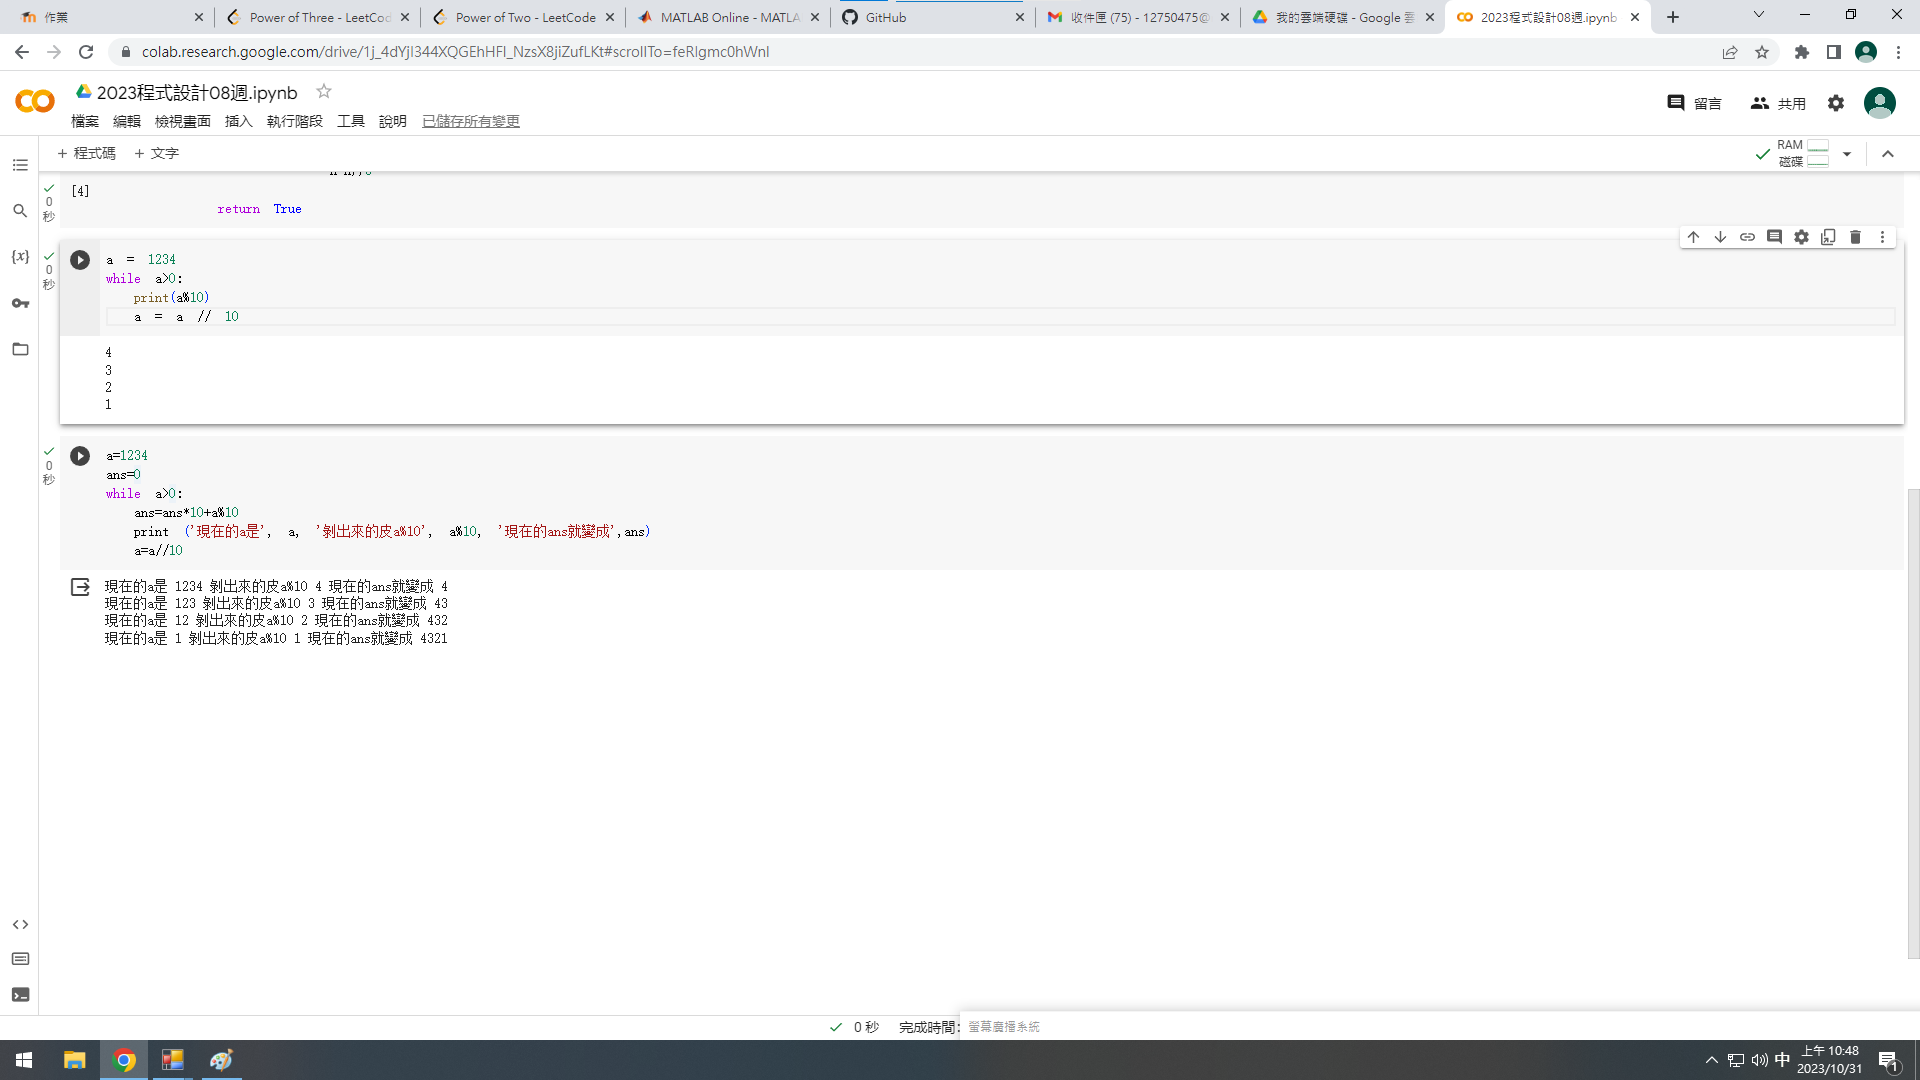 作業
Power of Three - LeetCod
Power of Two - LeetCode
MATLAB Online - MATLA
GitHub
收件匣 (75) - 12750475@
我的雲端硬碟 - Google 雲
2023程式設計08週.ipynb
colab.research.google.com/drive/1j_4dYjI344XQGEhHFl_NzsX8jiZufLKt#scrollTo=feRlgmc0hWnI
2023程式設計08週.ipynb
檔案 編輯 檢視畫面 插入 執行階段 工具 說明 已儲存所有變更
留言 共用
+ 程式碼 + 文字
RAM
磁碟
[4]
0
秒
return True
0
秒
a = 1234
while a>0:
print(a%10)
a = a // 10
4
3
2
1
0
秒
a=1234
ans=0
while a>0:
ans=ans*10+a%10
print ('現在的a是', a, '剝出來的皮a%10', a%10, '現在的ans就變成',ans)
a=a//10
現在的a是 1234 剝出來的皮a%10 4 現在的ans就變成 4
現在的a是 123 剝出來的皮a%10 3 現在的ans就變成 43
現在的a是 12 剝出來的皮a%10 2 現在的ans就變成 432
現在的a是 1 剝出來的皮a%10 1 現在的ans就變成 4321
{x}
0 秒 完成時間：
螢幕廣播系統
中
上午 10:48
2023/10/31
1